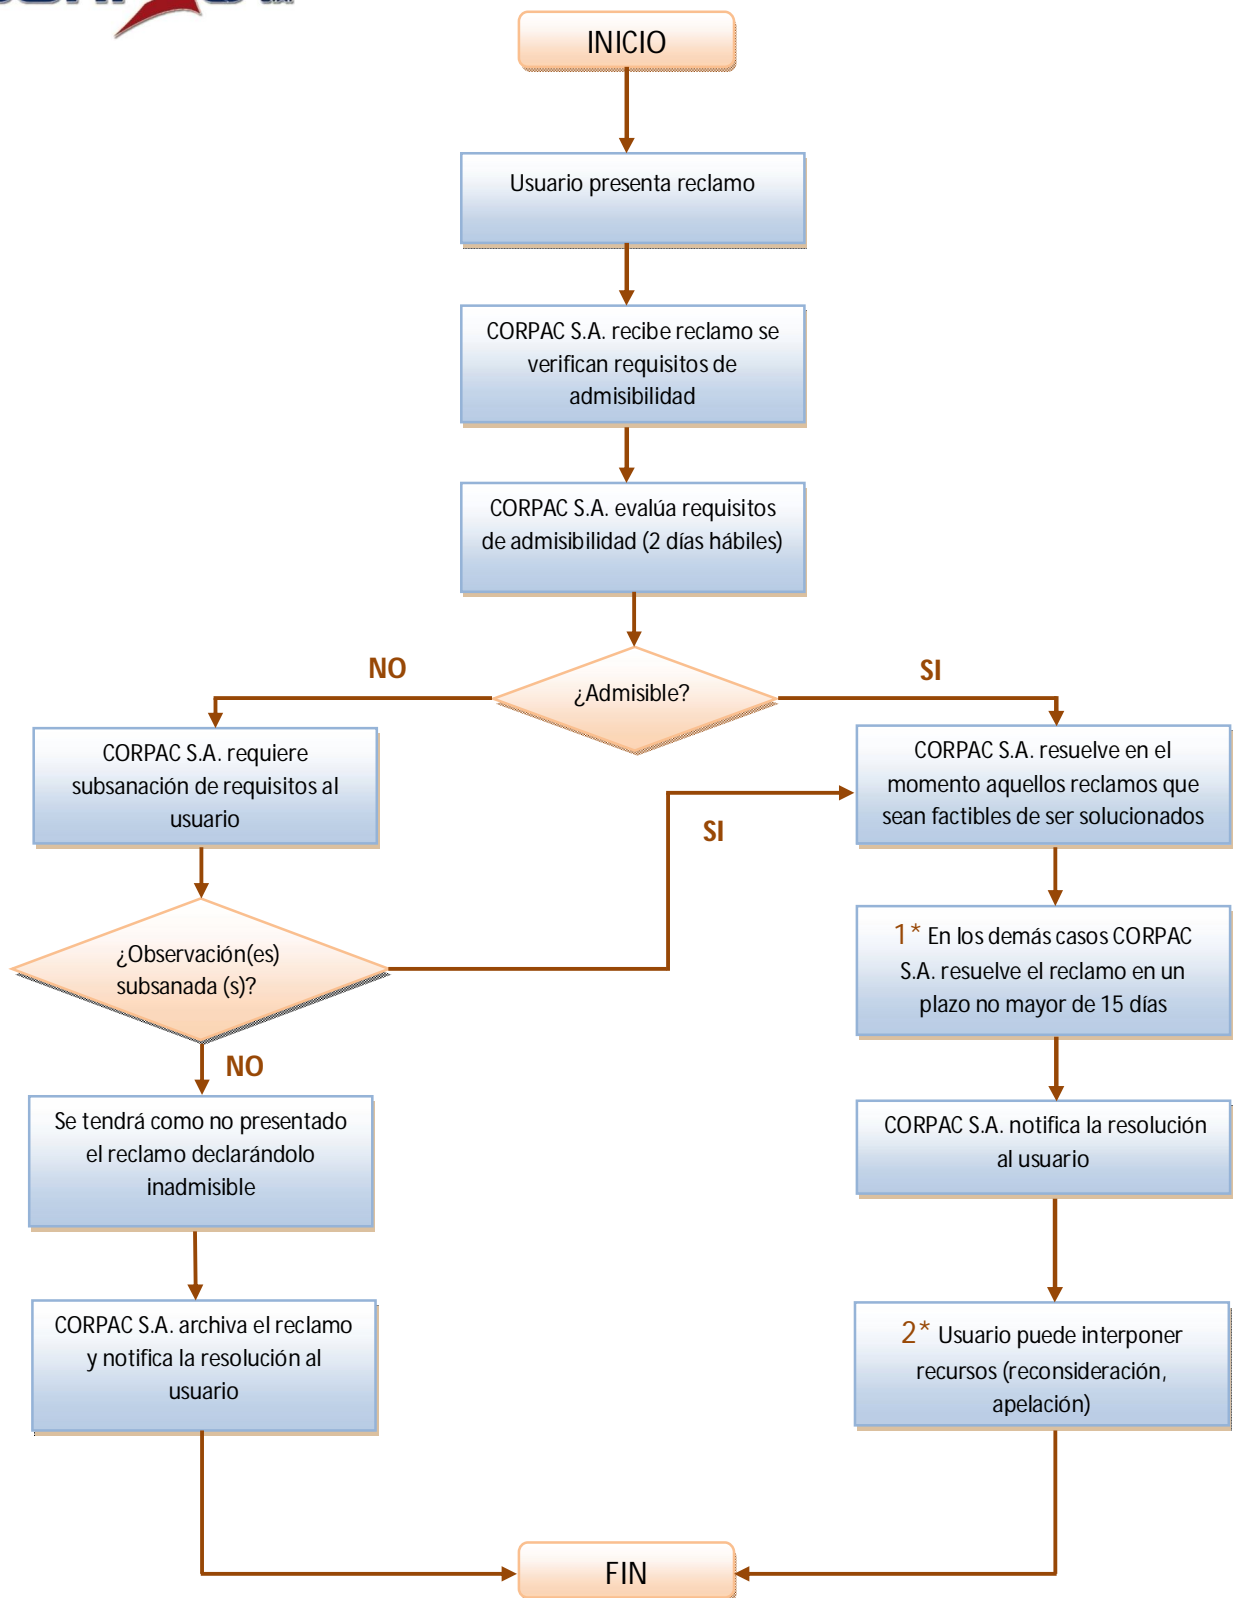 INICIO
Usuario presenta reclamo
CORPAC S.A. recibe reclamo se
verifican requisitos de
admisibilidad
CORPAC S.A. evalúa requisitos
de admisibilidad (2 días hábiles)
¿Admisible?
NO
SI
CORPAC S.A. requiere
subsanación de requisitos al
usuario
CORPAC S.A. resuelve en el
momento aquellos reclamos que
sean factibles de ser solucionados
SI
¿Observación(es)
subsanada (s)?
1* En los demás casos CORPAC
S.A. resuelve el reclamo en un
plazo no mayor de 15 días
NO
Se tendrá como no presentado
el reclamo declarándolo
inadmisible
CORPAC S.A. notifica la resolución
al usuario
CORPAC S.A. archiva el reclamo
y notifica la resolución al
usuario
2* Usuario puede interponer
recursos (reconsideración,
apelación)
FIN